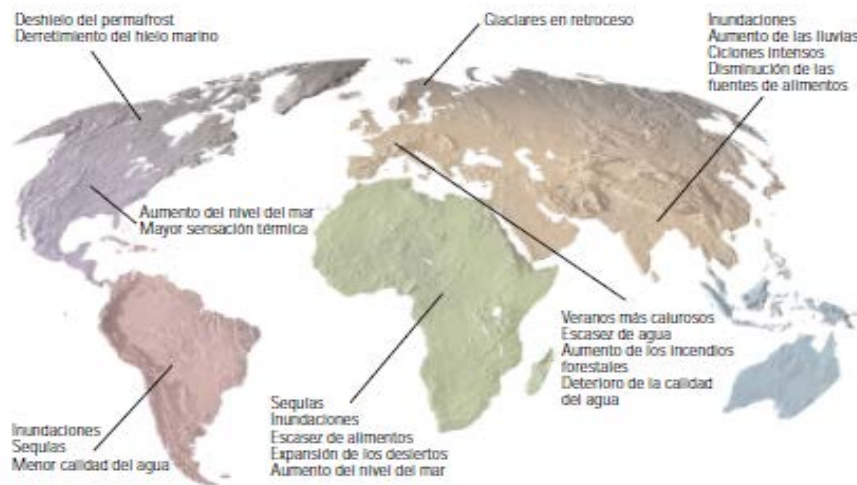 Deshielo del permafrost
Derretimiento del hielo marino
Glaciares en retroceso
Inundaciones
Aumento de las lluvias
Ciclones intensos
Disminución de las
fuentes de alimentos
Aumento del nivel del mar
Mayor sensación térmica
Veranos más calurosos
Escasez de agua
Aumento de los incendios
forestales
Deterioro de la calidad
del agua
Inundaciones
Sequías
Menor calidad del agua
Sequías
Inundaciones
Escasez de alimentos
Expansión de los desiertos
Aumento del nivel del mar